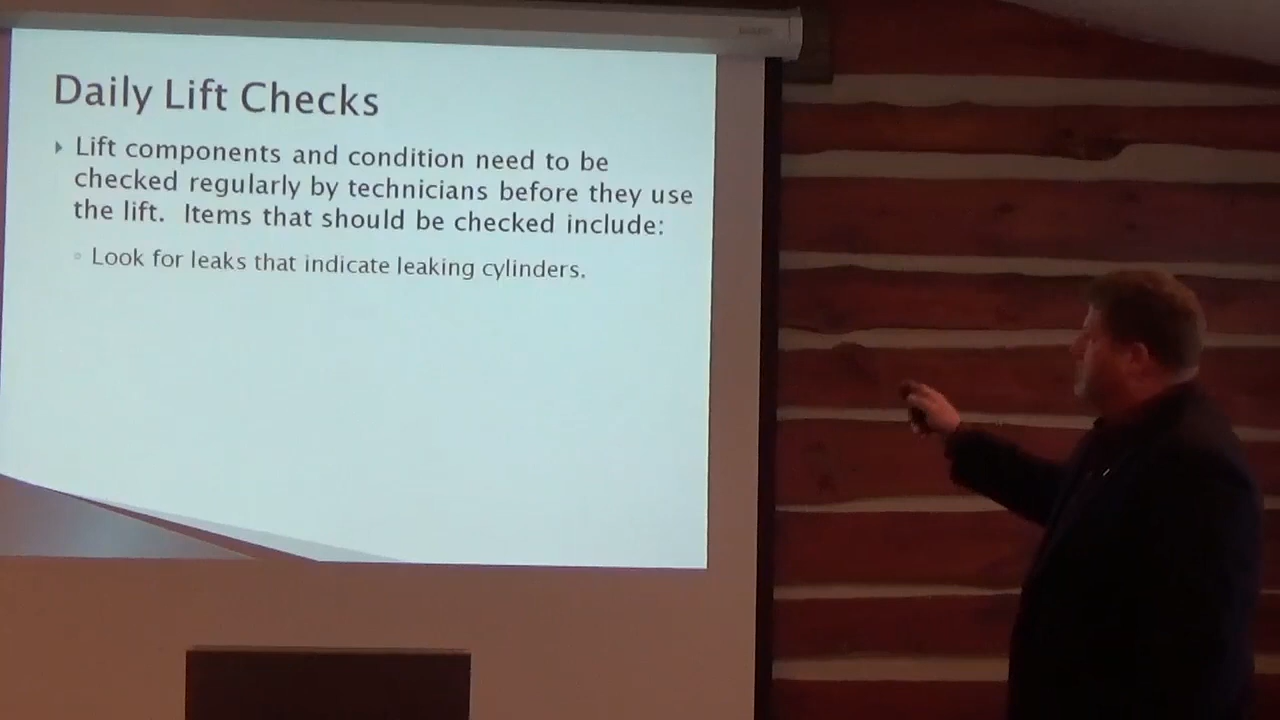 Daily Lift Checks
Lift components and condition need to be
checked regularly by technicians before they use
the lift. Items that should be checked include:
Look for leaks that indicate leaking cylinders.